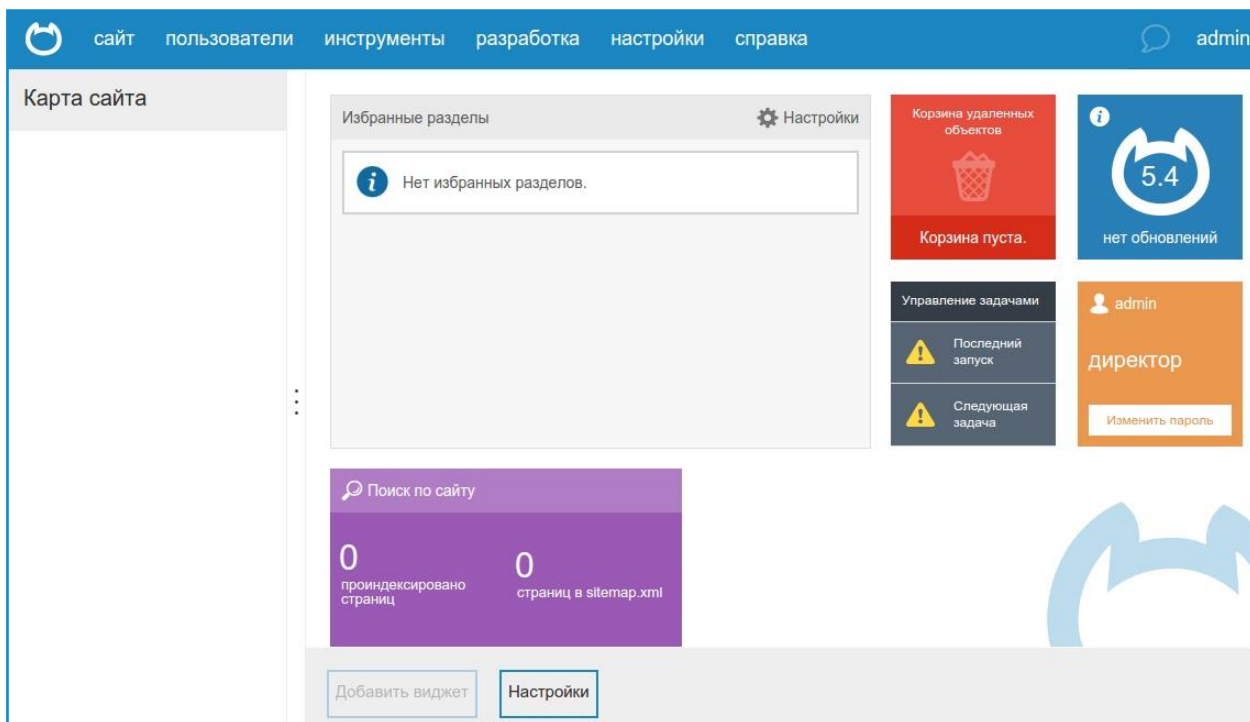 сайт пользователи инструменты разработка настройки справка admin
Карта сайта
Избранные разделы
Настройки
Нет избранных разделов.
Корзина удаленных
объектов
Корзина пуста.
5.4
нет обновлений
Управление задачами
Последний
запуск
Следующая
задача
admin
директор
Изменить пароль
Поиск по сайту
0
проиндексировано
страниц
0
страниц в sitemap.xml
Добавить виджет
Настройки